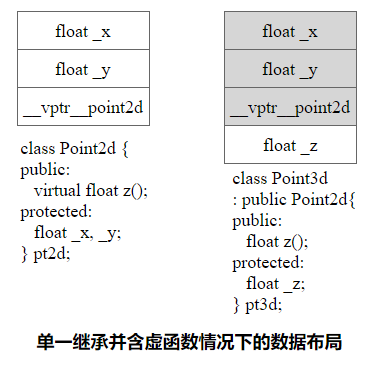 float _x
float _y
__vptr__point2d
class Point2d {
public:
virtual float z();
protected:
float _x, _y;
} pt2d;
float _x
float _y
__vptr__point2d
float _z
class Point3d
: public Point2d{
public:
float z();
protected:
float _z;
} pt3d;
单一继承并含虚函数情况下的数据布局